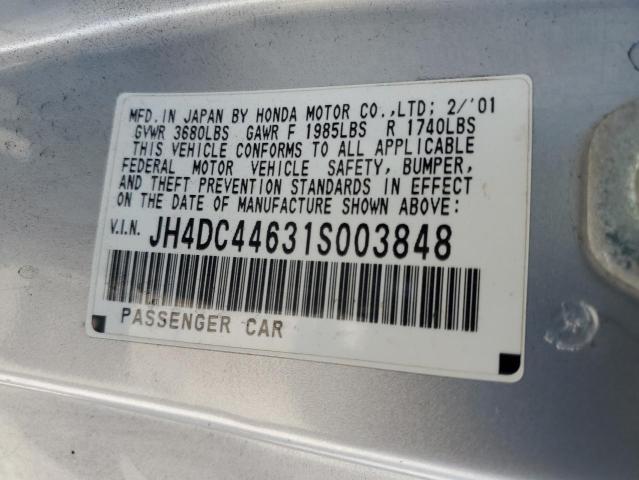 MFD. IN JAPAN BY HONDA MOTOR CO.,LTD; 2/'01
GVWR 3680LBS GAWR F 1985LBS R 1740LBS
THIS VEHICLE CONFORMS TO ALL APPLICABLE
FEDERAL MOTOR VEHICLE SAFETY, BUMPER,
AND THEFT PREVENTION STANDARDS IN EFFECT
ON THE DATE OF MANUFACTURE SHOWN ABOVE:
V.I.N. JH4DC44631S003848
PASSENGER CAR